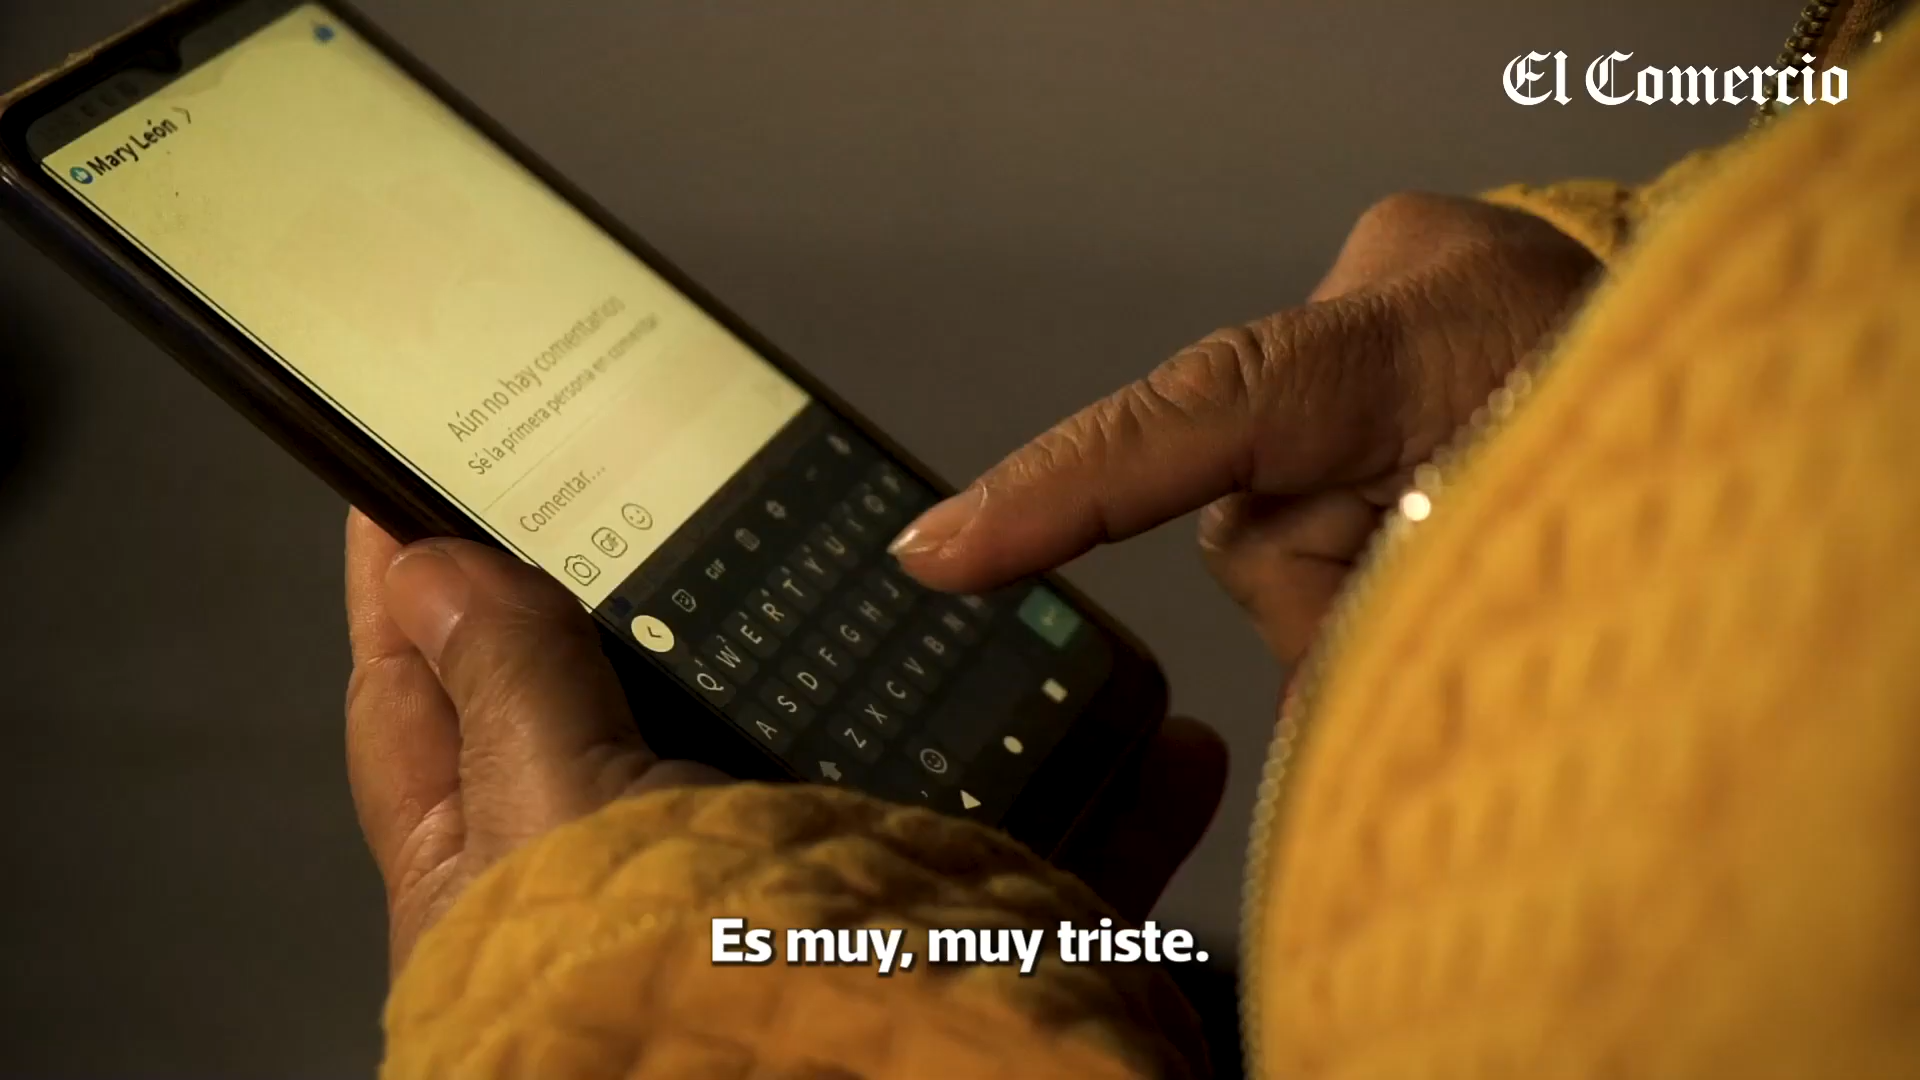 El Comercio
Mary León
Aún no hay comentarios
Sé la primera persona en comentar.
Comentar...
GIF
GIF
Q W E R T Y U I O P
A S D F G H J
Z X C V B N
Es muy, muy triste.